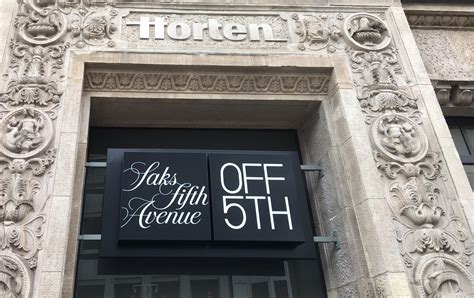 Horten
Saks
fifth
Avenue
OFF
5TH